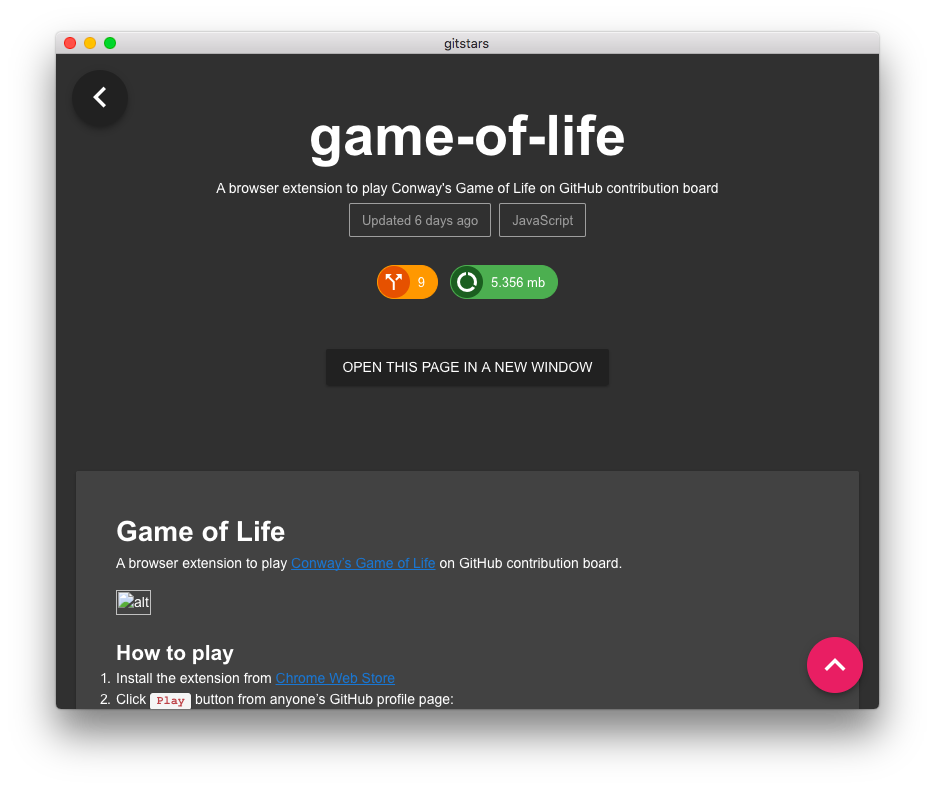 gitstars
game-of-life
A browser extension to play Conway's Game of Life on GitHub contribution board
Updated 6 days ago
JavaScript
9
5.356 mb
OPEN THIS PAGE IN A NEW WINDOW
Game of Life
A browser extension to play Conway's Game of Life on GitHub contribution board.
alt
How to play
1. Install the extension from Chrome Web Store
2. Click Play button from anyone’s GitHub profile page: